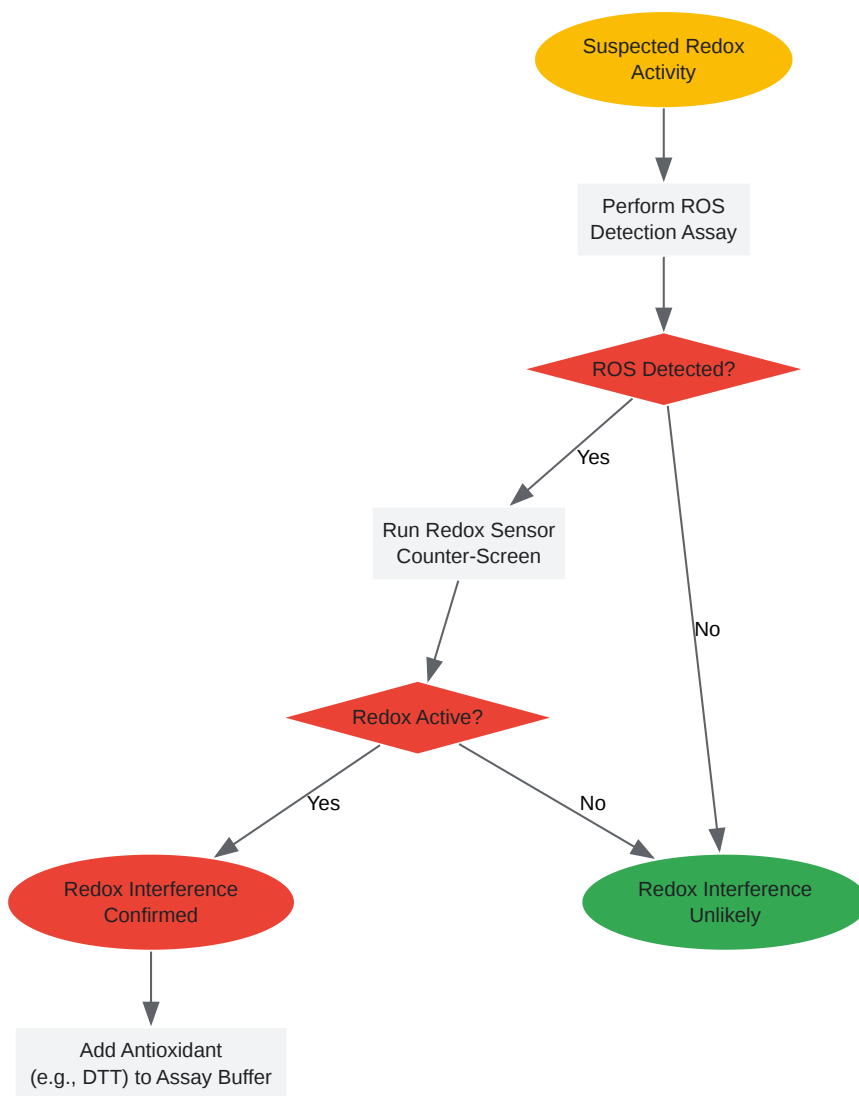 Suspected Redox
Activity
Perform ROS
Detection Assay
ROS Detected?
Yes
Run Redox Sensor
Counter-Screen
No
Redox Active?
Yes
No
Redox Interference
Confirmed
Redox Interference
Unlikely
Add Antioxidant
(e.g., DTT) to Assay Buffer